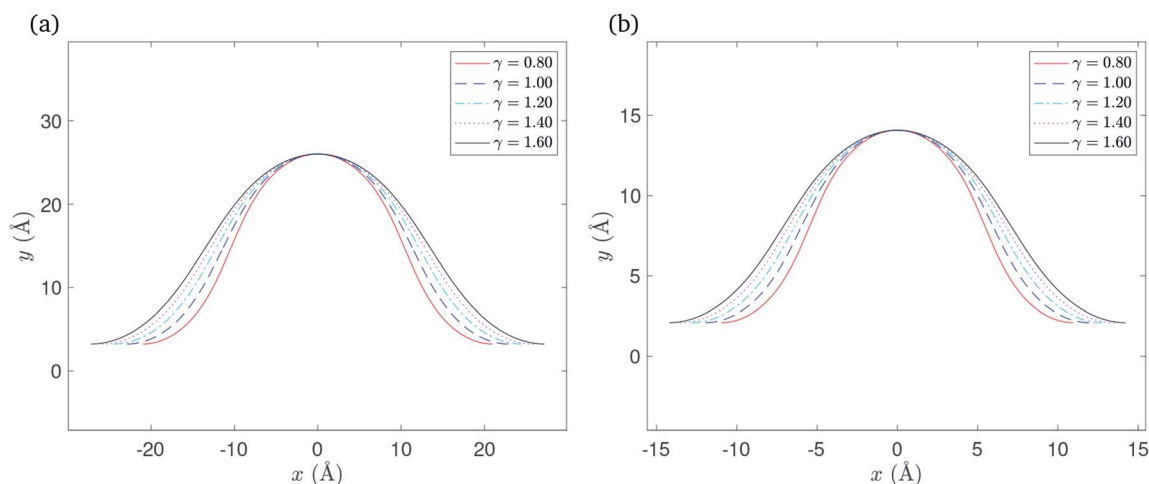 (a)
γ = 0.80
γ = 1.00
γ = 1.20
γ = 1.40
γ = 1.60
30
20
10
0
y (Å)
-20 -10 0 10 20
x (Å)
(b)
γ = 0.80
γ = 1.00
γ = 1.20
γ = 1.40
γ = 1.60
15
10
5
0
y (Å)
-15 -10 -5 0 5 10 15
x (Å)